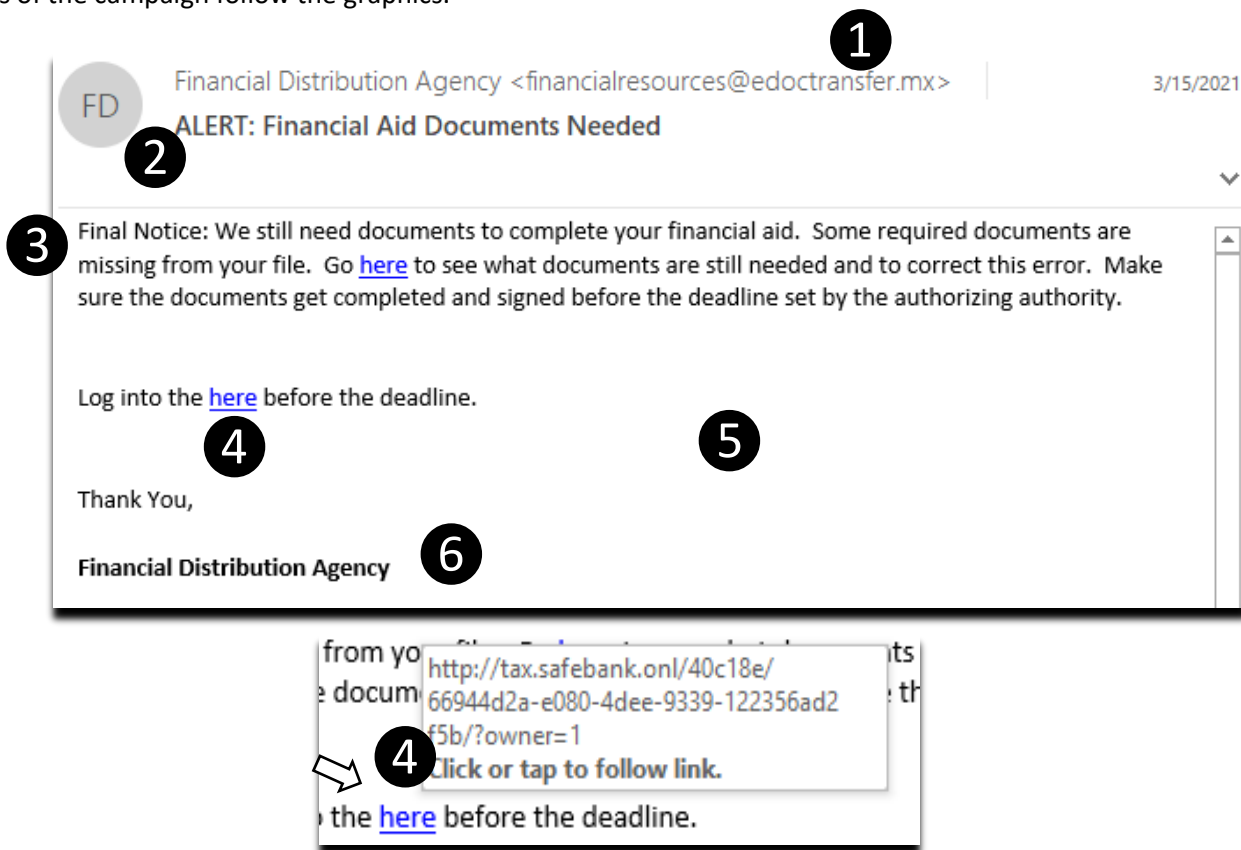 s of the campaign follow the graphics.
1
Financial Distribution Agency <financialresources@edoctransfer.mx>
3/15/2021
FD
ALERT: Financial Aid Documents Needed
2
3
Final Notice: We still need documents to complete your financial aid. Some required documents are
missing from your file. Go here to see what documents are still needed and to correct this error. Make
sure the documents get completed and signed before the deadline set by the authorizing authority.
Log into the here before the deadline.
4
5
Thank You,
6
Financial Distribution Agency
from yo
ts
http://tax.safebank.onl/40c18e/
docum
th
66944d2a-e080-4dee-9339-122356ad2
f5b/?owner=1
4
Click or tap to follow link.
the here before the deadline.